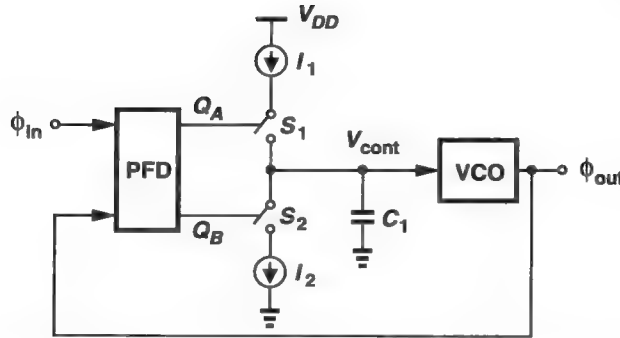 V_DD
I_1
Q_A
S_1
ϕ_in
PFD
V_cont
VCO
ϕ_out
Q_B
S_2
C_1
I_2